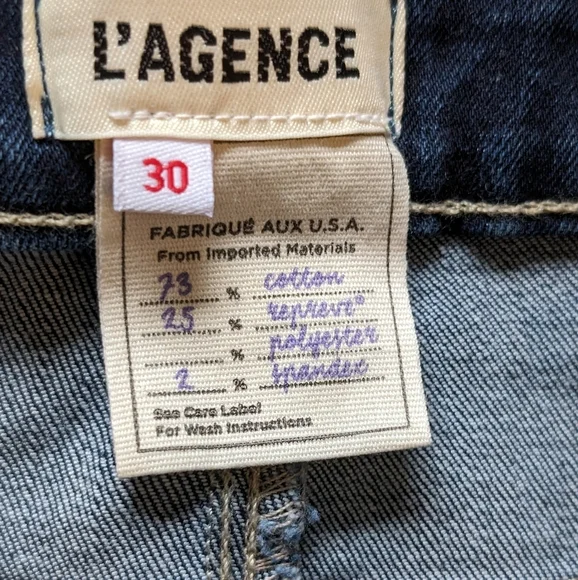 L'AGENCE
30
FABRIQUÉ AUX U.S.A.
From Imported Materials
73 % cotton
25 % repreve®
% polyester
2 % spandex
See Care Label
For Wash Instructions